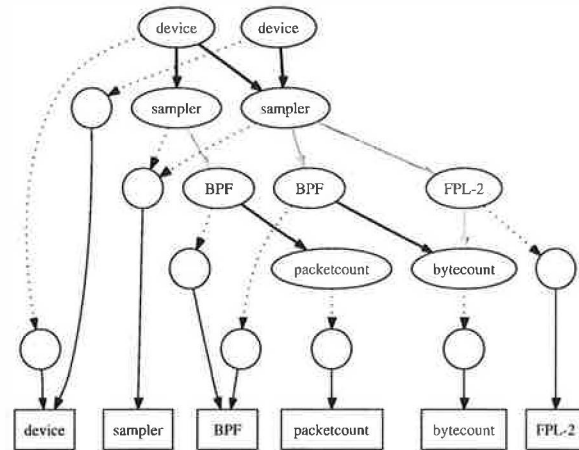 device device
sampler sampler
BPF BPF FPL-2
packetcount bytecount
device sampler BPF packetcount bytecount FPL-2